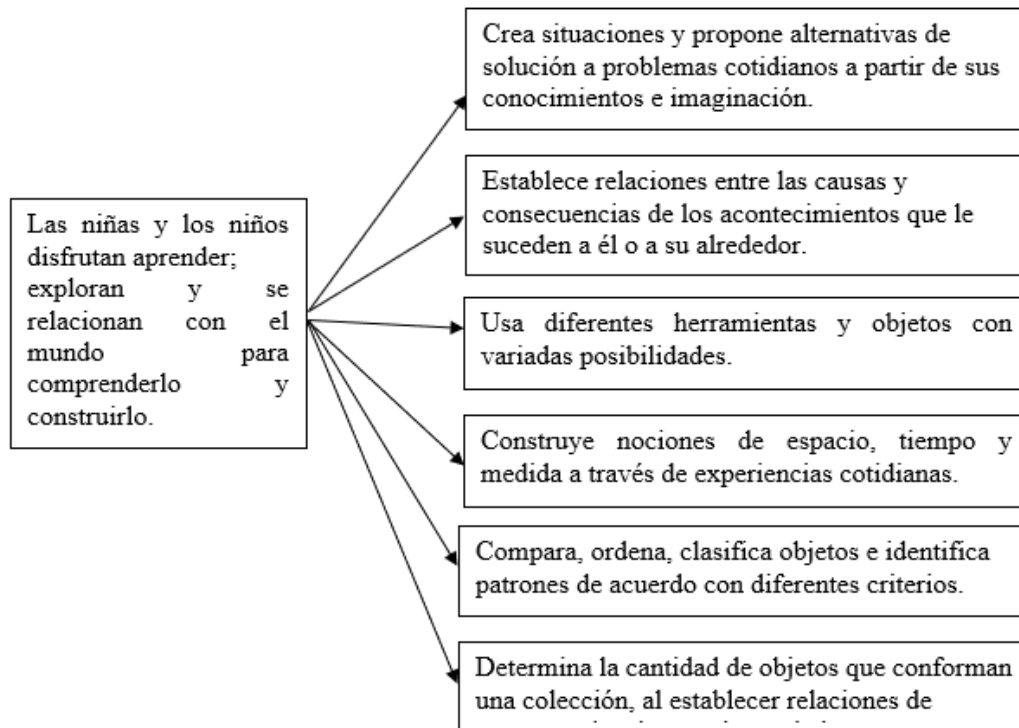 Las niñas y los niños
disfrutan aprender;
exploran y se
relacionan con el
mundo para
comprenderlo y
construirlo.
Crea situaciones y propone alternativas de
solución a problemas cotidianos a partir de sus
conocimientos e imaginación.
Establece relaciones entre las causas y
consecuencias de los acontecimientos que le
suceden a él o a su alrededor.
Usa diferentes herramientas y objetos con
variadas posibilidades.
Construye nociones de espacio, tiempo y
medida a través de experiencias cotidianas.
Compara, ordena, clasifica objetos e identifica
patrones de acuerdo con diferentes criterios.
Determina la cantidad de objetos que conforman
una colección, al establecer relaciones de